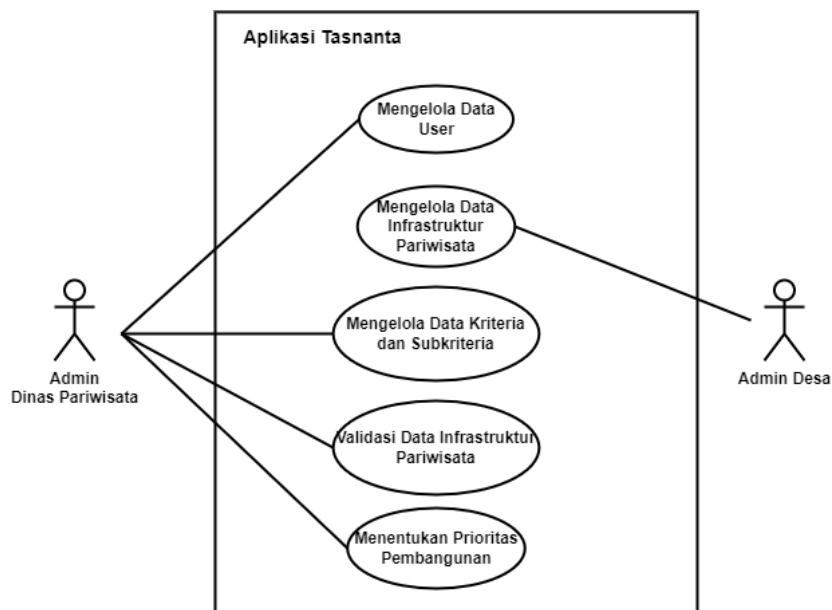 Aplikasi Tasnanta
Mengelola Data
User
Mengelola Data
Infrastruktur
Pariwisata
Mengelola Data Kriteria
dan Subkriteria
Admin
Dinas Pariwisata
Admin Desa
Validasi Data Infrastruktur
Pariwisata
Menentukan Prioritas
Pembangunan